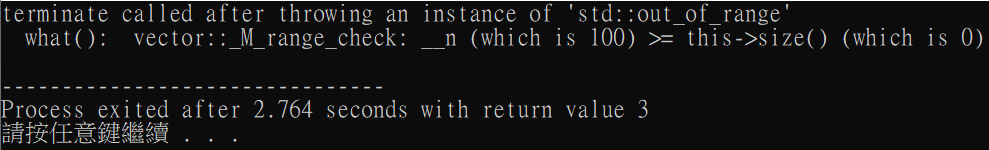 terminate called after throwing an instance of 'std::out_of_range'
  what():  vector::_M_range_check: __n (which is 100) >= this->size() (which is 0)
--------------------------------
Process exited after 2.764 seconds with return value 3
請按任意鍵繼續 . . .